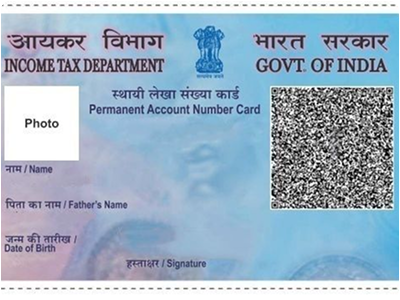 आयकर विभाग
INCOME TAX DEPARTMENT
भारत सरकार
GOVT. OF INDIA
स्थायी लेखा संख्या कार्ड
Permanent Account Number Card
Photo
नाम / Name
पिता का नाम / Father's Name
जन्म की तारीख /
Date of Birth
हस्ताक्षर / Signature